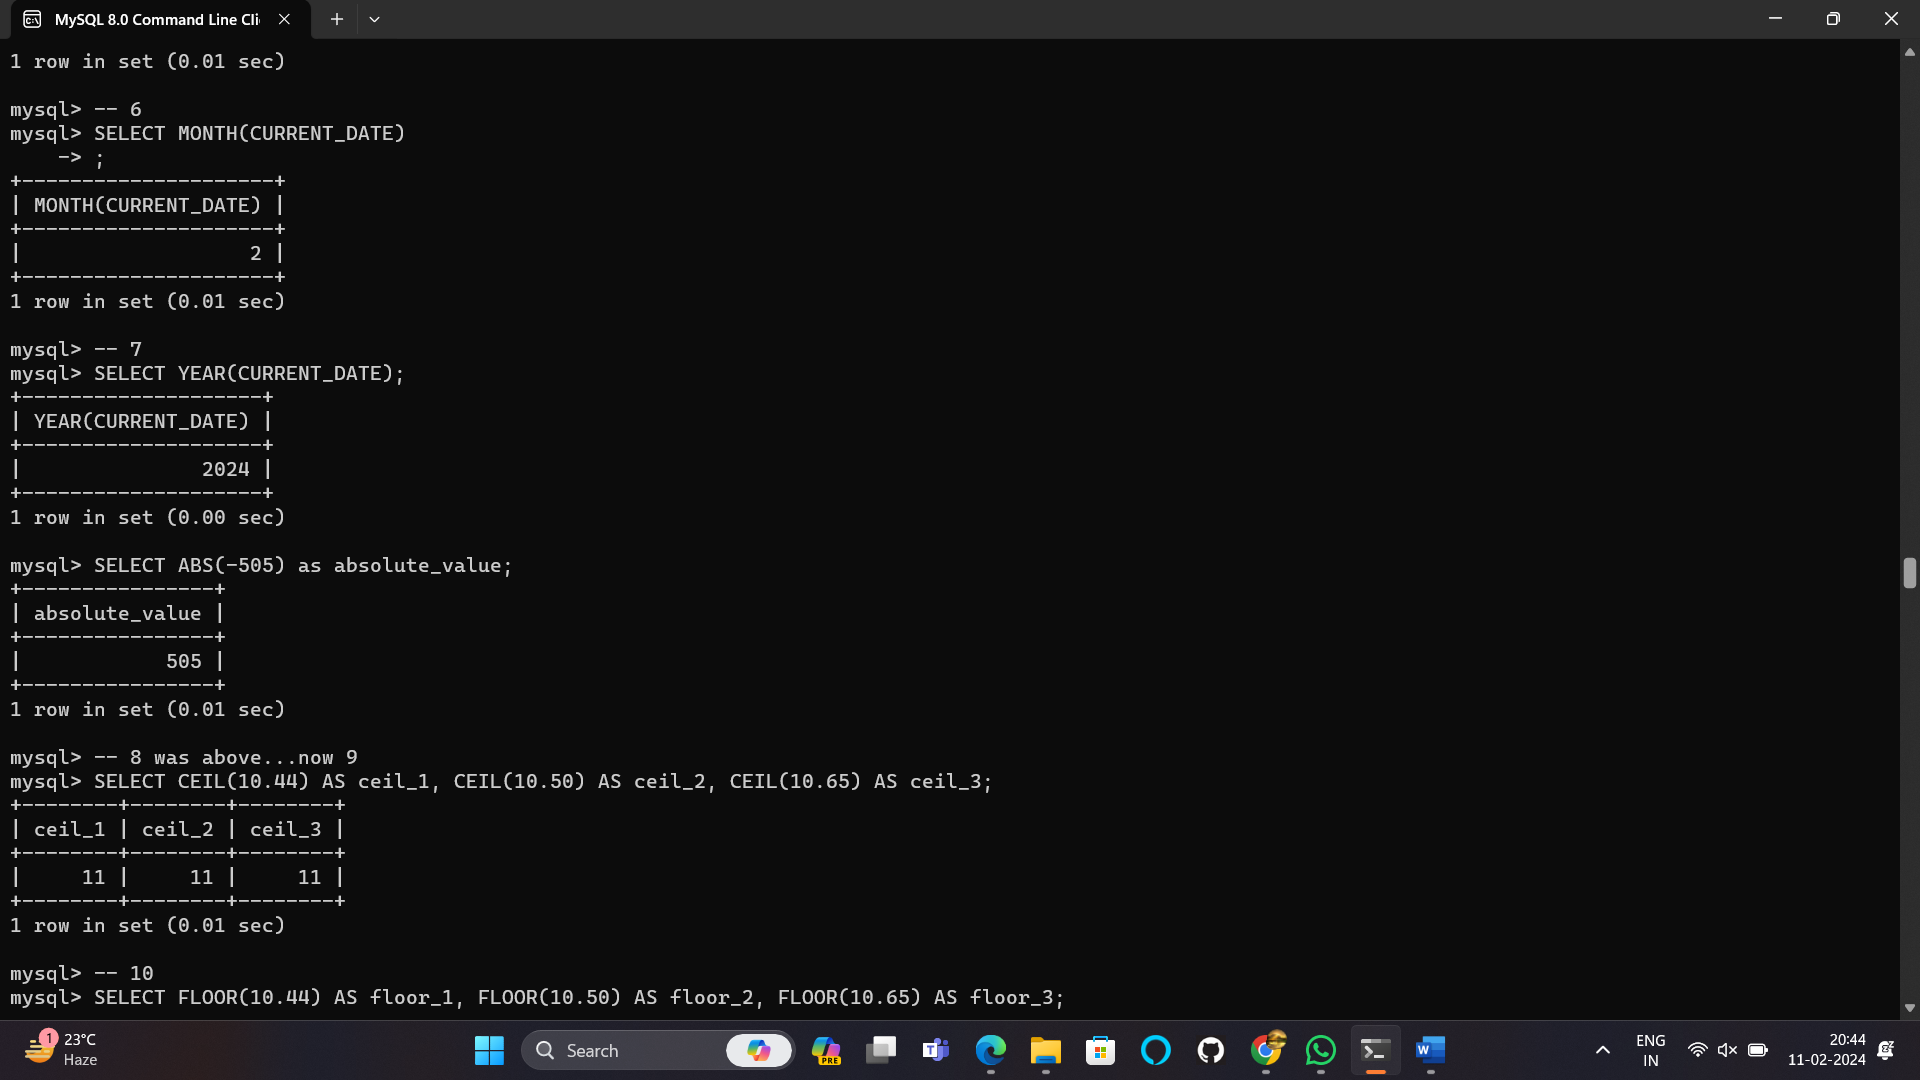 MySQL 8.0 Command Line Cli
1 row in set (0.01 sec)
mysql> -- 6
mysql> SELECT MONTH(CURRENT_DATE)
    -> ;
+---------------------+
| MONTH(CURRENT_DATE) |
+---------------------+
|                   2 |
+---------------------+
1 row in set (0.01 sec)
mysql> -- 7
mysql> SELECT YEAR(CURRENT_DATE);
+--------------------+
| YEAR(CURRENT_DATE) |
+--------------------+
|               2024 |
+--------------------+
1 row in set (0.00 sec)
mysql> SELECT ABS(-505) as absolute_value;
+----------------+
| absolute_value |
+----------------+
|            505 |
+----------------+
1 row in set (0.01 sec)
mysql> -- 8 was above...now 9
mysql> SELECT CEIL(10.44) AS ceil_1, CEIL(10.50) AS ceil_2, CEIL(10.65) AS ceil_3;
+--------+--------+--------+
| ceil_1 | ceil_2 | ceil_3 |
+--------+--------+--------+
|     11 |     11 |     11 |
+--------+--------+--------+
1 row in set (0.01 sec)
mysql> -- 10
mysql> SELECT FLOOR(10.44) AS floor_1, FLOOR(10.50) AS floor_2, FLOOR(10.65) AS floor_3;
1
23°C
Haze
Search
PRE
ENG
IN
20:44
11-02-2024